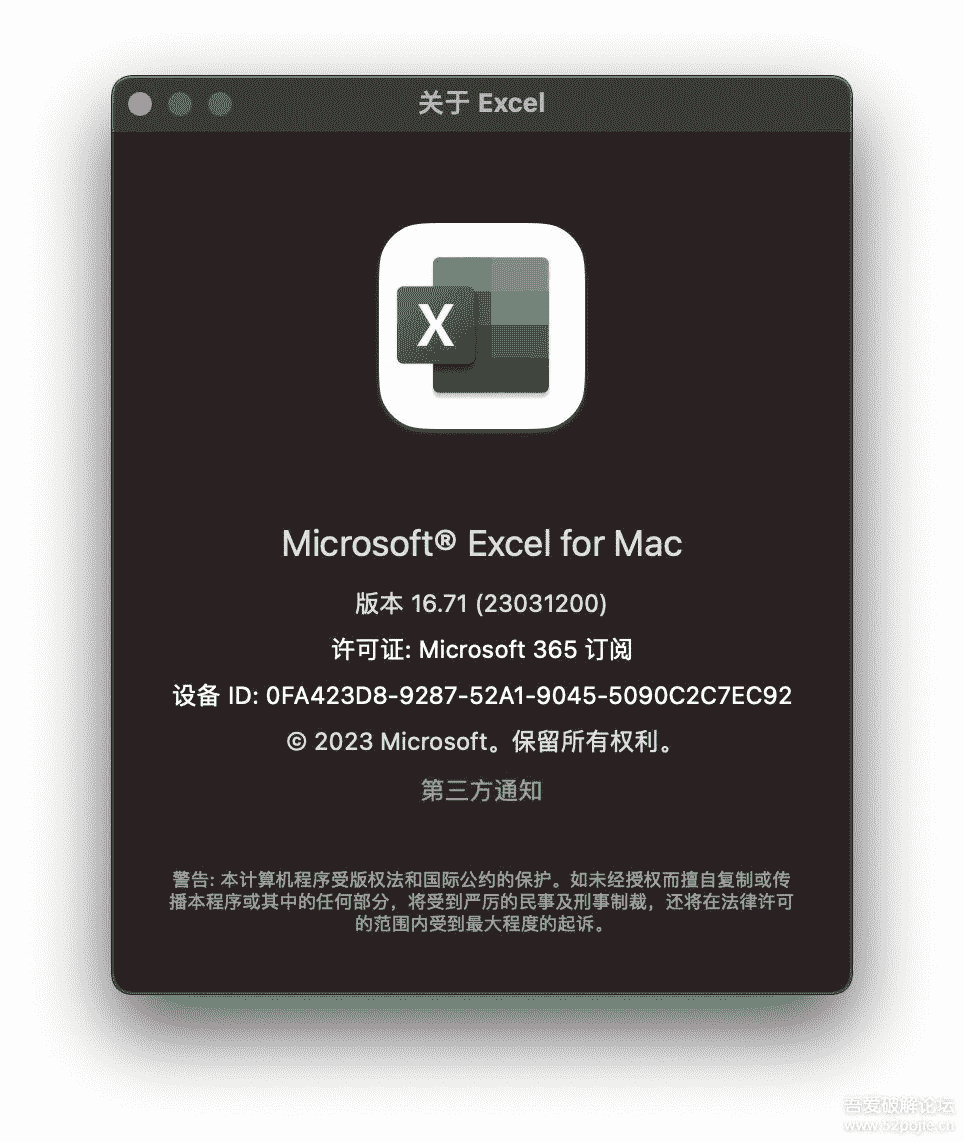 关于 Excel
X
Microsoft® Excel for Mac
版本 16.71 (23031200)
许可证: Microsoft 365 订阅
设备 ID: 0FA423D8-9287-52A1-9045-5090C2C7EC92
© 2023 Microsoft。保留所有权利。
第三方通知
警告: 本计算机程序受版权法和国际公约的保护。如未经授权而擅自复制或传
播本程序或其中的任何部分，将受到严厉的民事及刑事制裁，还将在法律许可
的范围内受到最大程度的起诉。
吾爱破解论坛
www.52pojie.cn